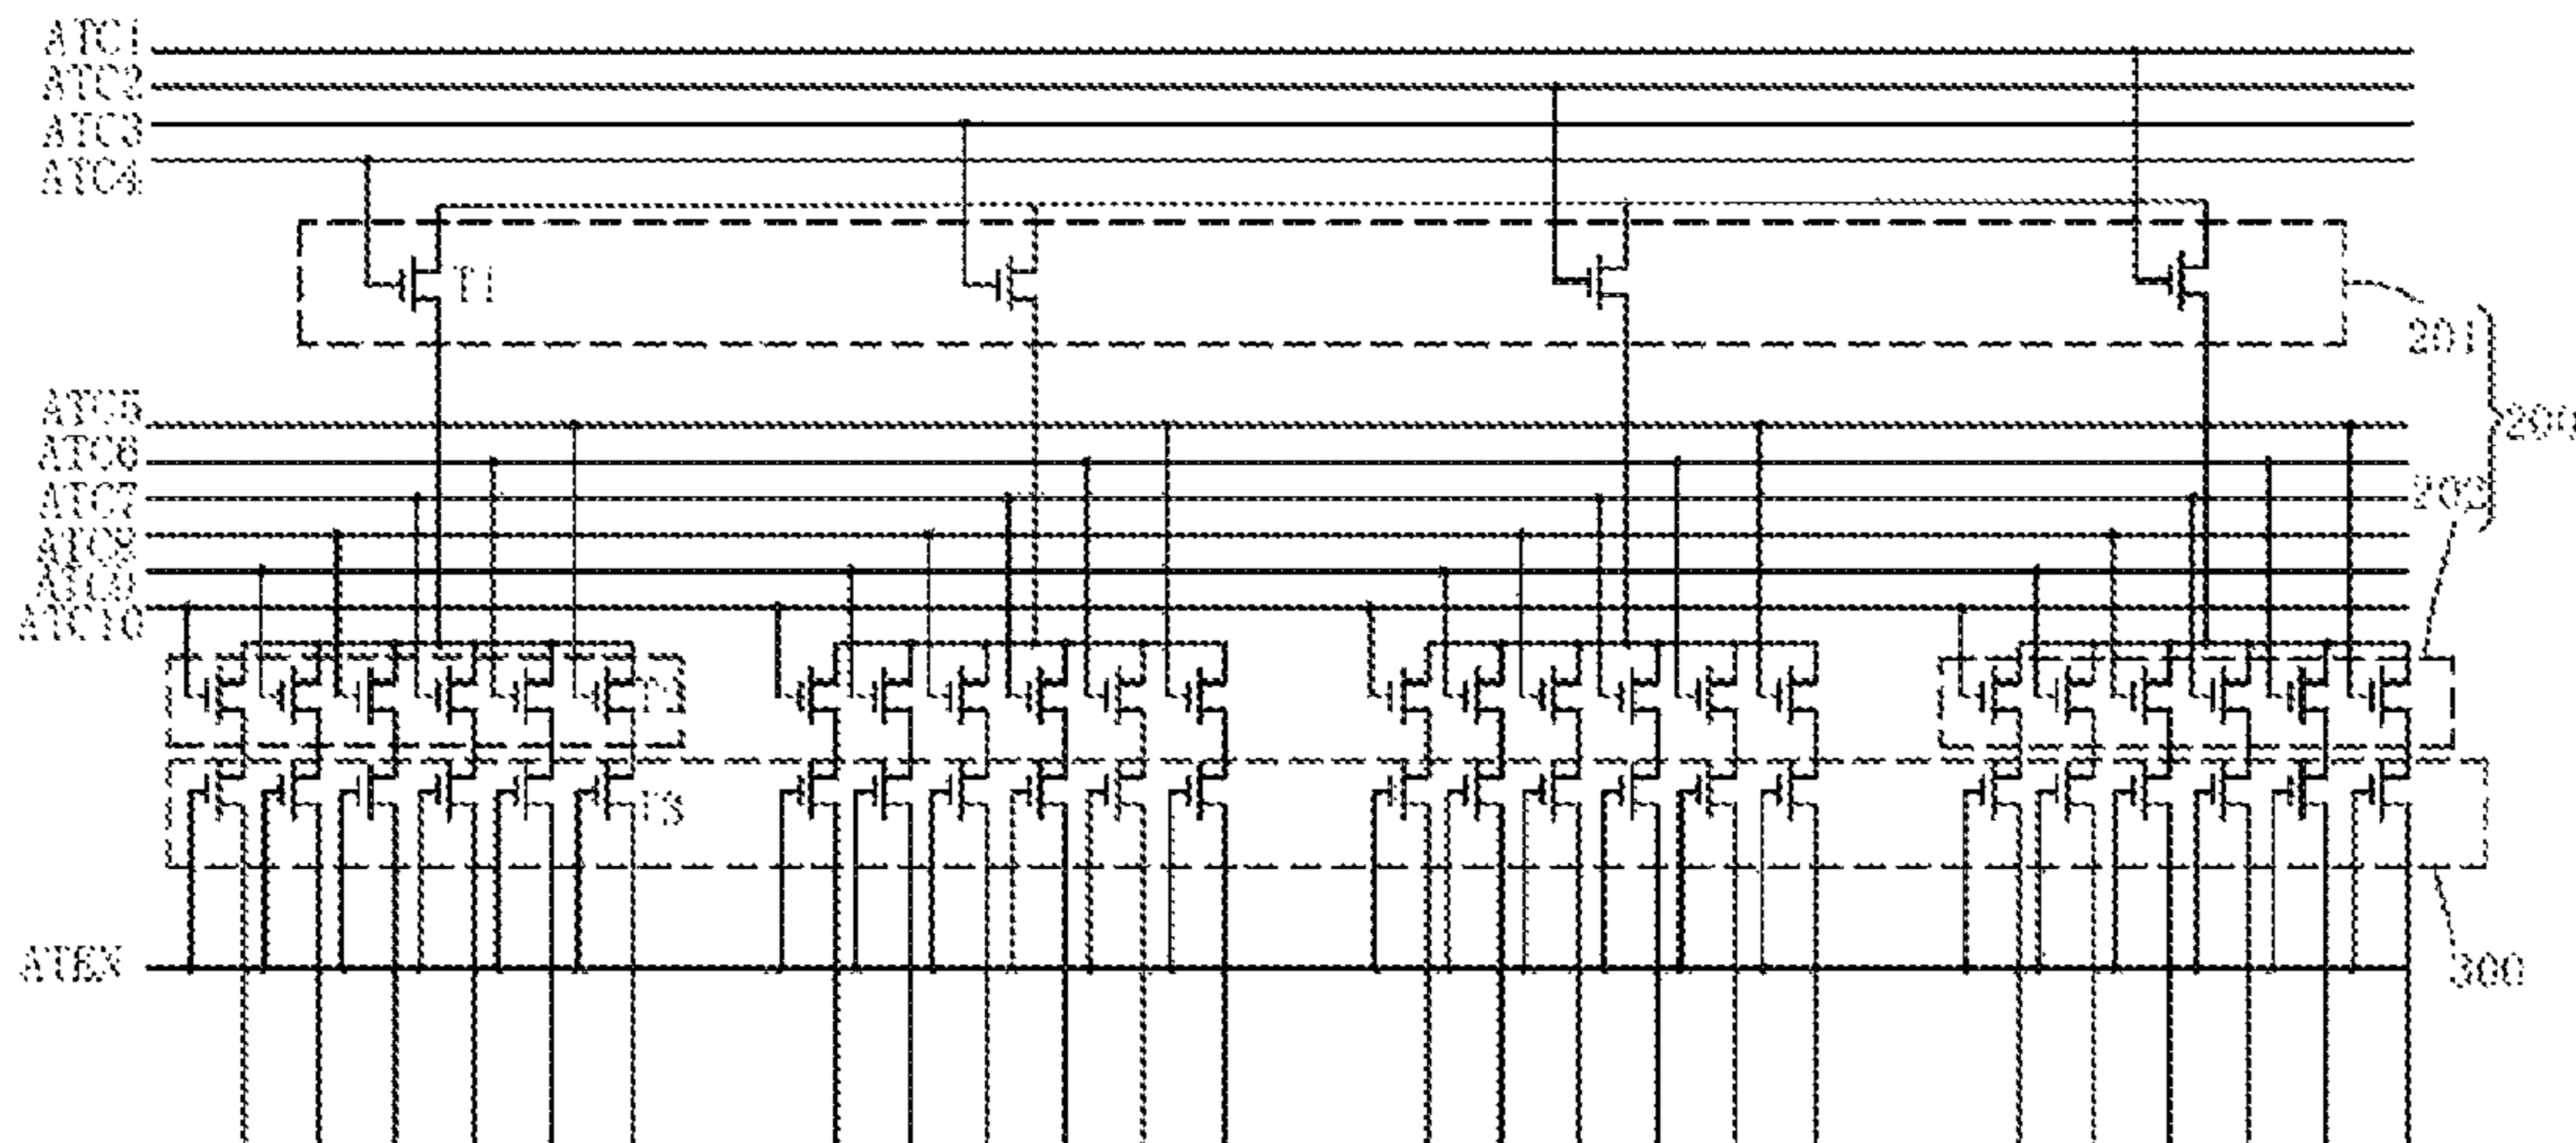 ATC1
ATC2
ATC3
ATC4
T1
201
ATC5
200
ATC6
ATC7
202
ATC8
ATC9
ATC10
T2
T3
ATEN
300